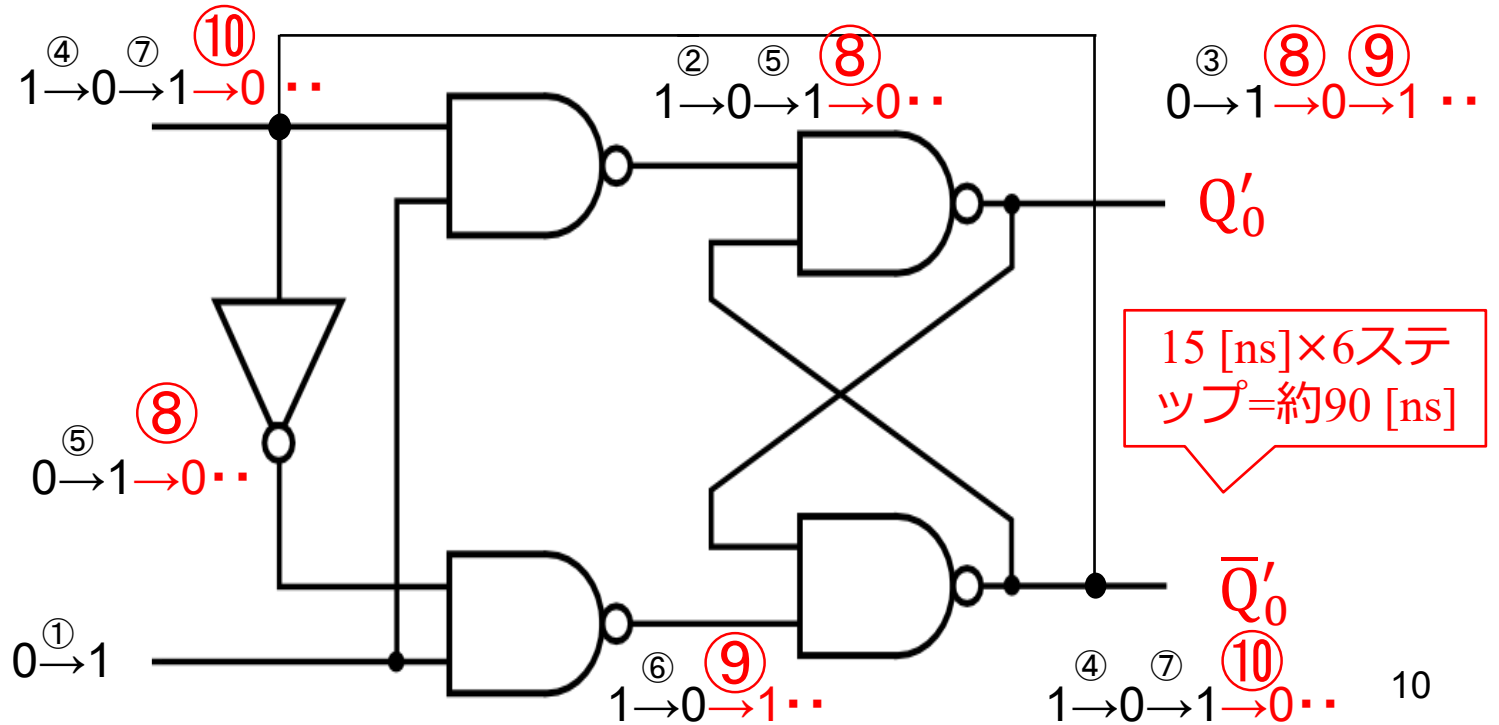 ④ ⑦ ⑩
1→0→1→0 ‥
② ⑤ ⑧
1→0→1→0‥
③ ⑧ ⑨
0→1→0→1 ‥
Q′₀
15 [ns]×6ステ
ップ=約90 [ns]
⑤ ⑧
0→1→0‥
Q̅′₀
①
0→1
⑥ ⑨
1→0→1‥
④ ⑦ ⑩
1→0→1→0‥
10